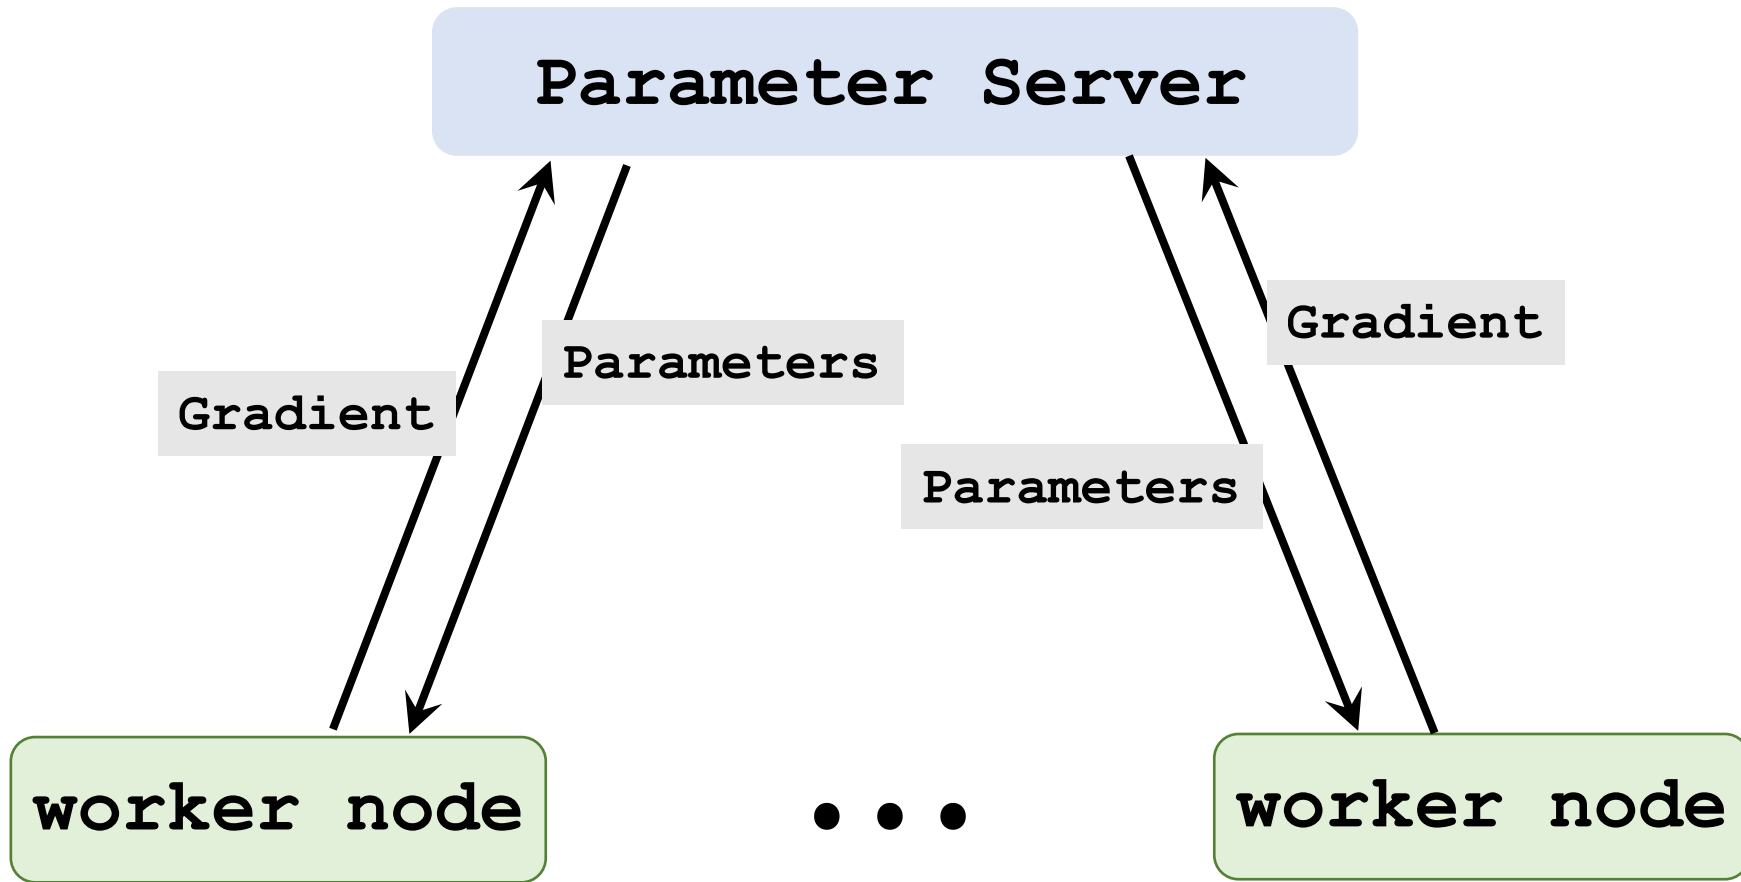 Parameter Server
Gradient
Parameters
Gradient
Parameters
worker node
...
worker node